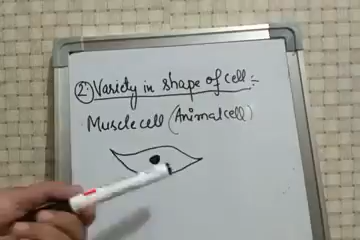 ② Variety in shape of cell :-
Muscle cell (Animal cell)